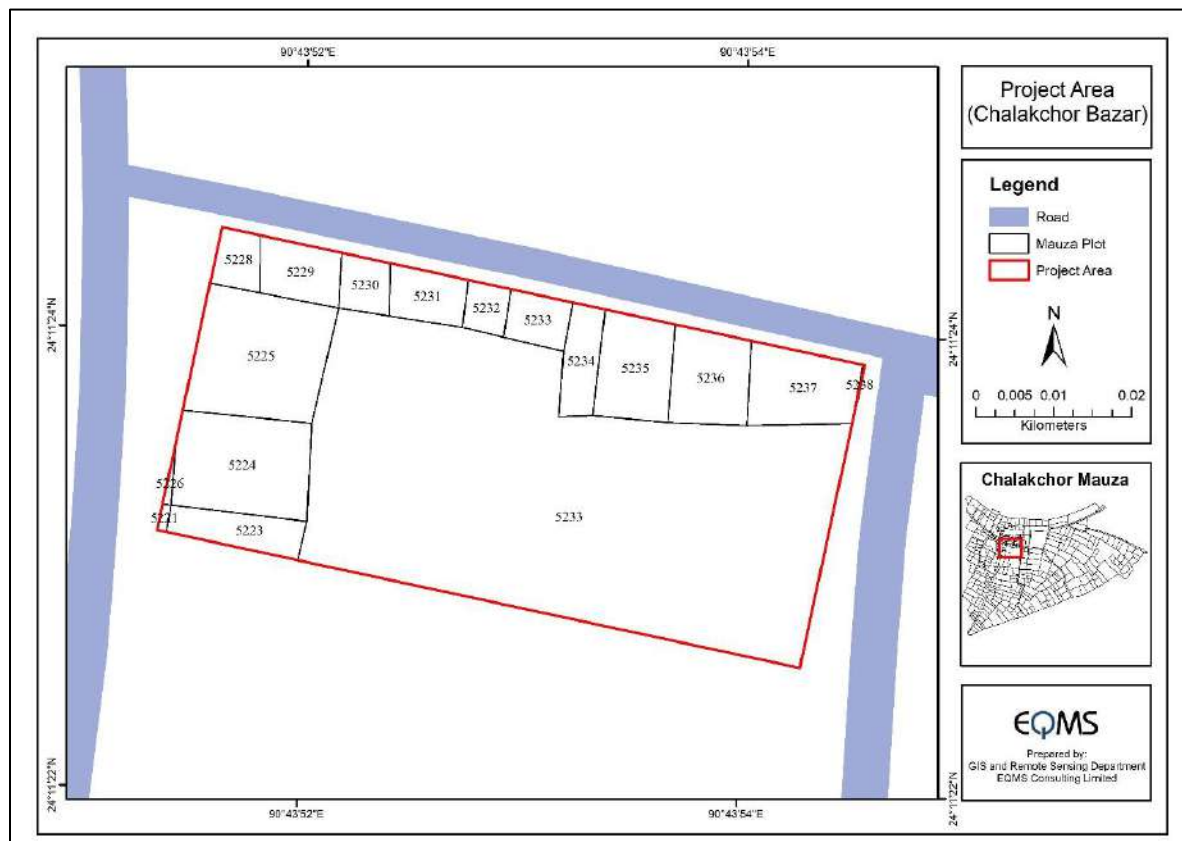 90°43'52"E
90°43'54"E
24°11'24"N
24°11'24"N
24°11'22"N
24°11'22"N
90°43'52"E
90°43'54"E
5228
5229
5230
5231
5232
5233
5234
5235
5236
5237
5238
5225
5224
5226
5221
5223
5233
Project Area
(Chalakchor Bazar)
Legend
Road
Mauza Plot
Project Area
N
0 0.005 0.01 0.02
Kilometers
Chalakchor Mauza
EQMS
Prepared by:
GIS and Remote Sensing Department
EQMS Consulting Limited